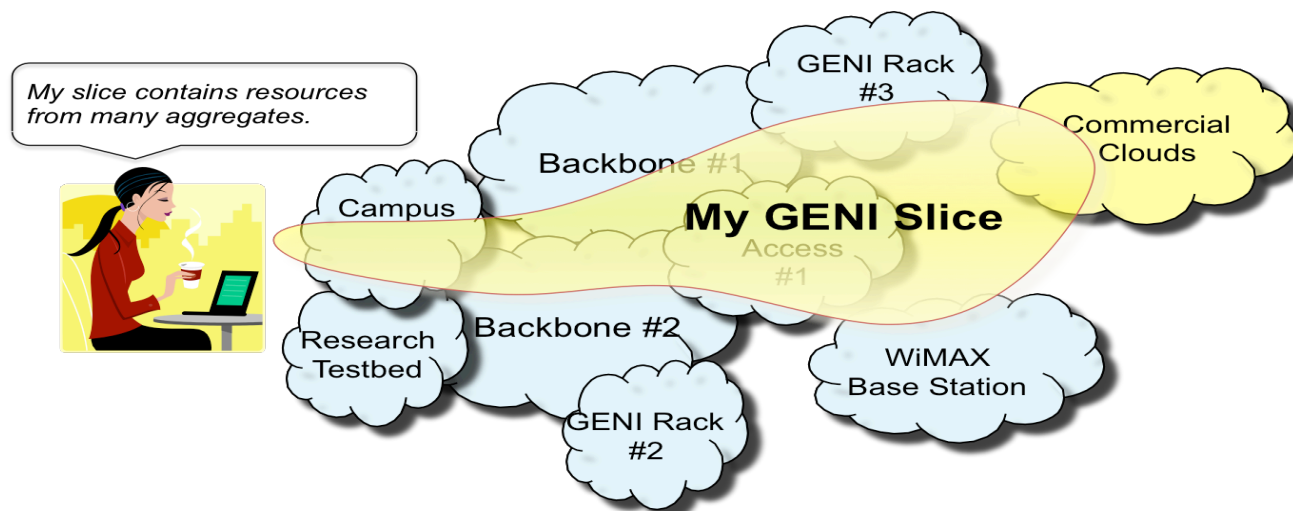 My slice contains resources
from many aggregates.
GENI Rack
#3
Commercial
Clouds
Backbone #1
Campus
My GENI Slice
Access
#1
Backbone #2
Research
Testbed
WiMAX
Base Station
GENI Rack
#2